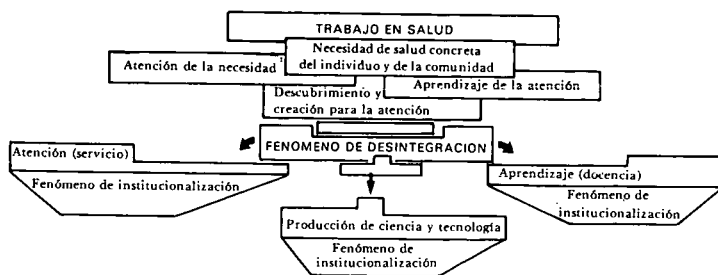 TRABAJO EN SALUD
Necesidad de salud concreta
del individuo y de la comunidad
Atención de la necesidad
Aprendizaje de la atención
Descubrimiento y
creación para la atención
FENOMENO DE DESINTEGRACION
Atención (servicio)
Fenómeno de institucionalización
Aprendizaje (docencia)
Fenómeno de
institucionalización
Producción de ciencia y tecnología
Fenómeno de
institucionalización